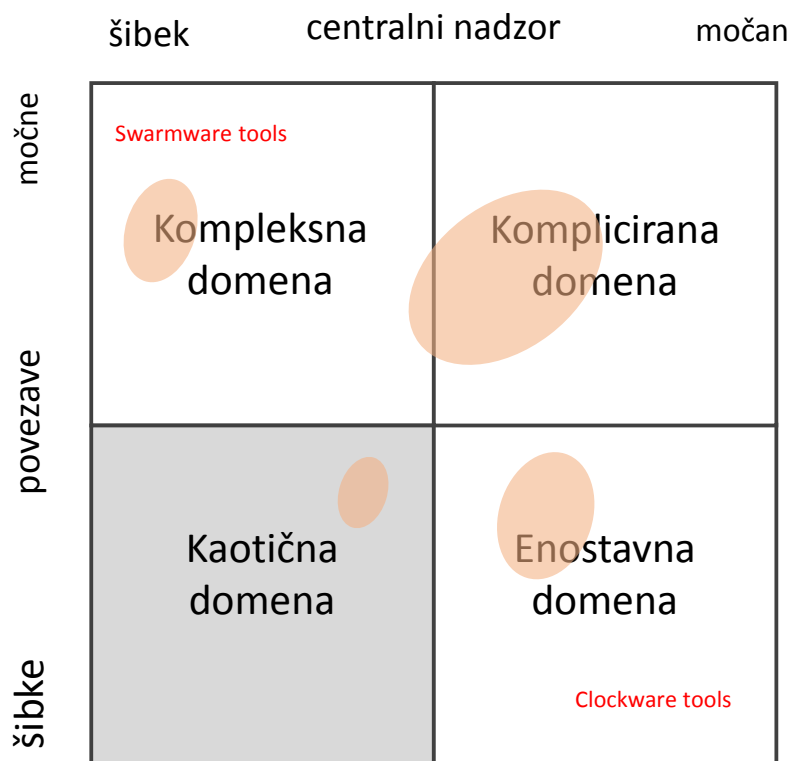 šibek
centralni nadzor
močan
močne
povezave
šibke
Swarmware tools
Kompleksna
domena
Komplicirana
domena
Kaotična
domena
Enostavna
domena
Clockware tools